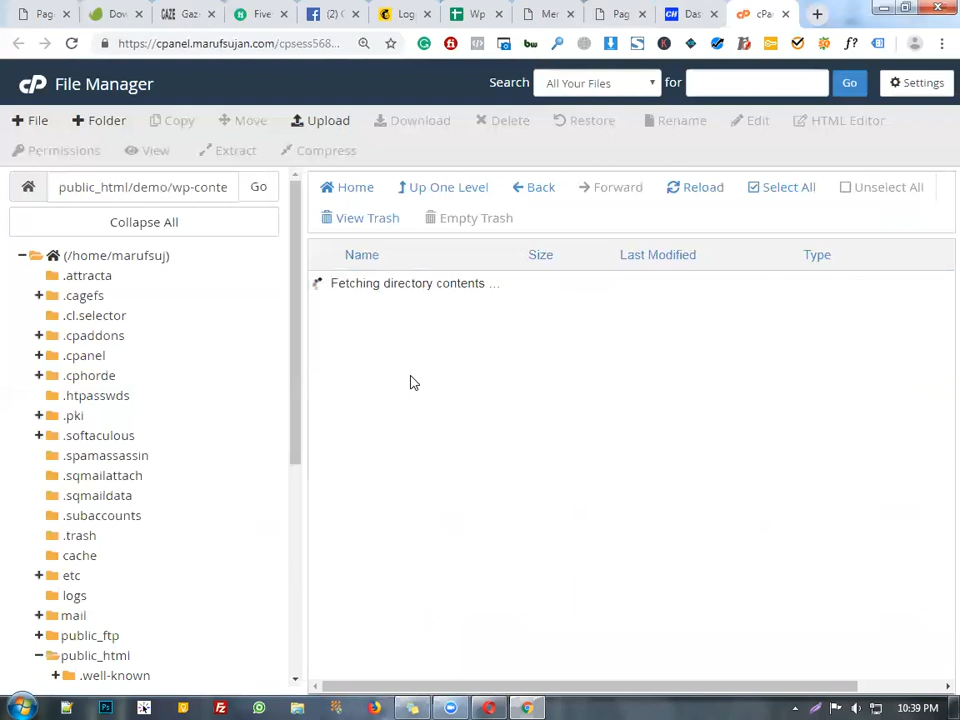 Pag
Dov
GAZE Gaz
Five
(2) (
Log
Wp
Mer
Pag
CH Das
cPa
https://cpanel.marufsujan.com/cpsess568...
cP File Manager
Search All Your Files for Go Settings
File Folder Copy Move Upload Download Delete Restore Rename Edit HTML Editor
Permissions View Extract Compress
public_html/demo/wp-conte Go
Home Up One Level Back Forward Reload Select All Unselect All
Collapse All
View Trash Empty Trash
Name Size Last Modified Type
Fetching directory contents ...
(/home/marufsuj)
.attracta
.cagefs
.cl.selector
.cpaddons
.cpanel
.cphorde
.htpasswds
.pki
.softaculous
.spamassassin
.sqmailattach
.sqmaildata
.subaccounts
.trash
cache
etc
logs
mail
public_ftp
public_html
.well-known
10:39 PM